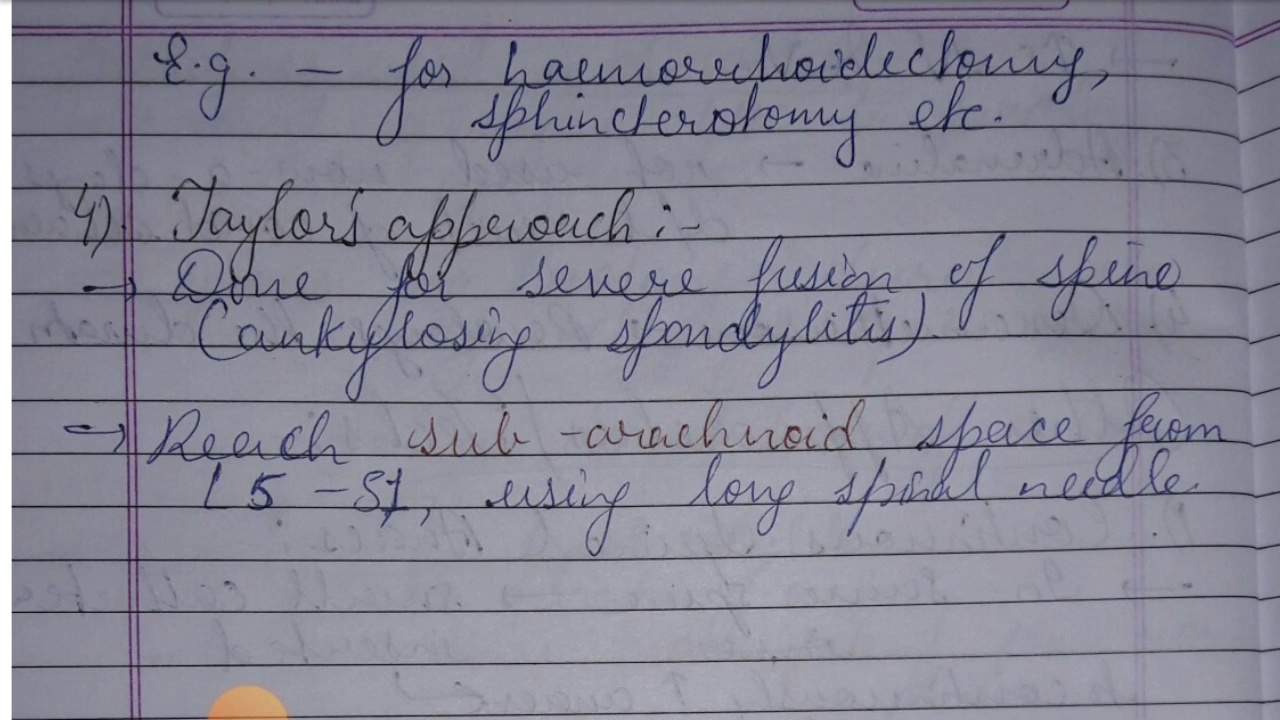 E.g. – for haemorrhoidectomy,
sphincterotomy etc.
4) Taylor's approach :-
→ Done for severe fusion of spine
(ankylosing spondylitis)
→ Reach sub-arachnoid space from
L5 – S1, using long spinal needle.